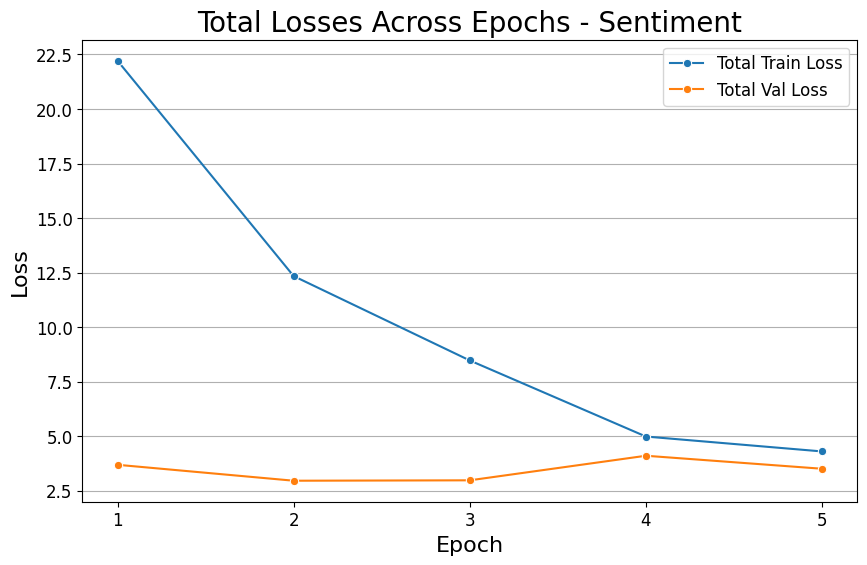 Total Losses Across Epochs - Sentiment
Total Train Loss
Total Val Loss
22.5
20.0
17.5
15.0
12.5
10.0
7.5
5.0
2.5
Loss
1 2 3 4 5
Epoch